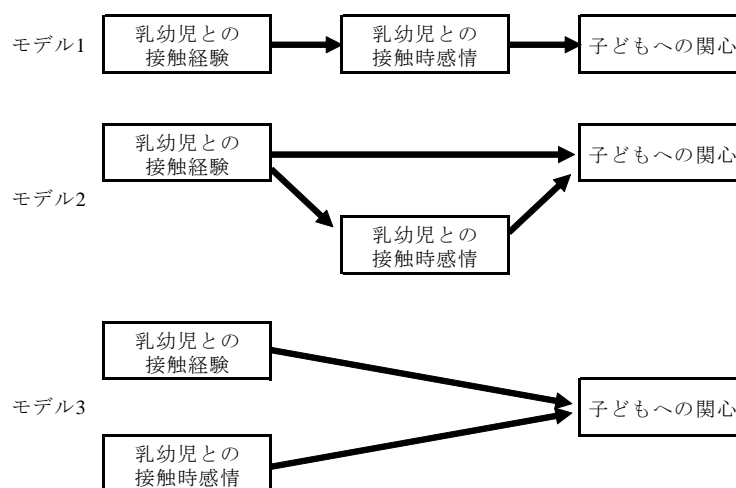 モデル1
乳幼児との
接触経験
乳幼児との
接触時感情
子どもへの関心
モデル2
乳幼児との
接触経験
子どもへの関心
乳幼児との
接触時感情
モデル3
乳幼児との
接触経験
子どもへの関心
乳幼児との
接触時感情